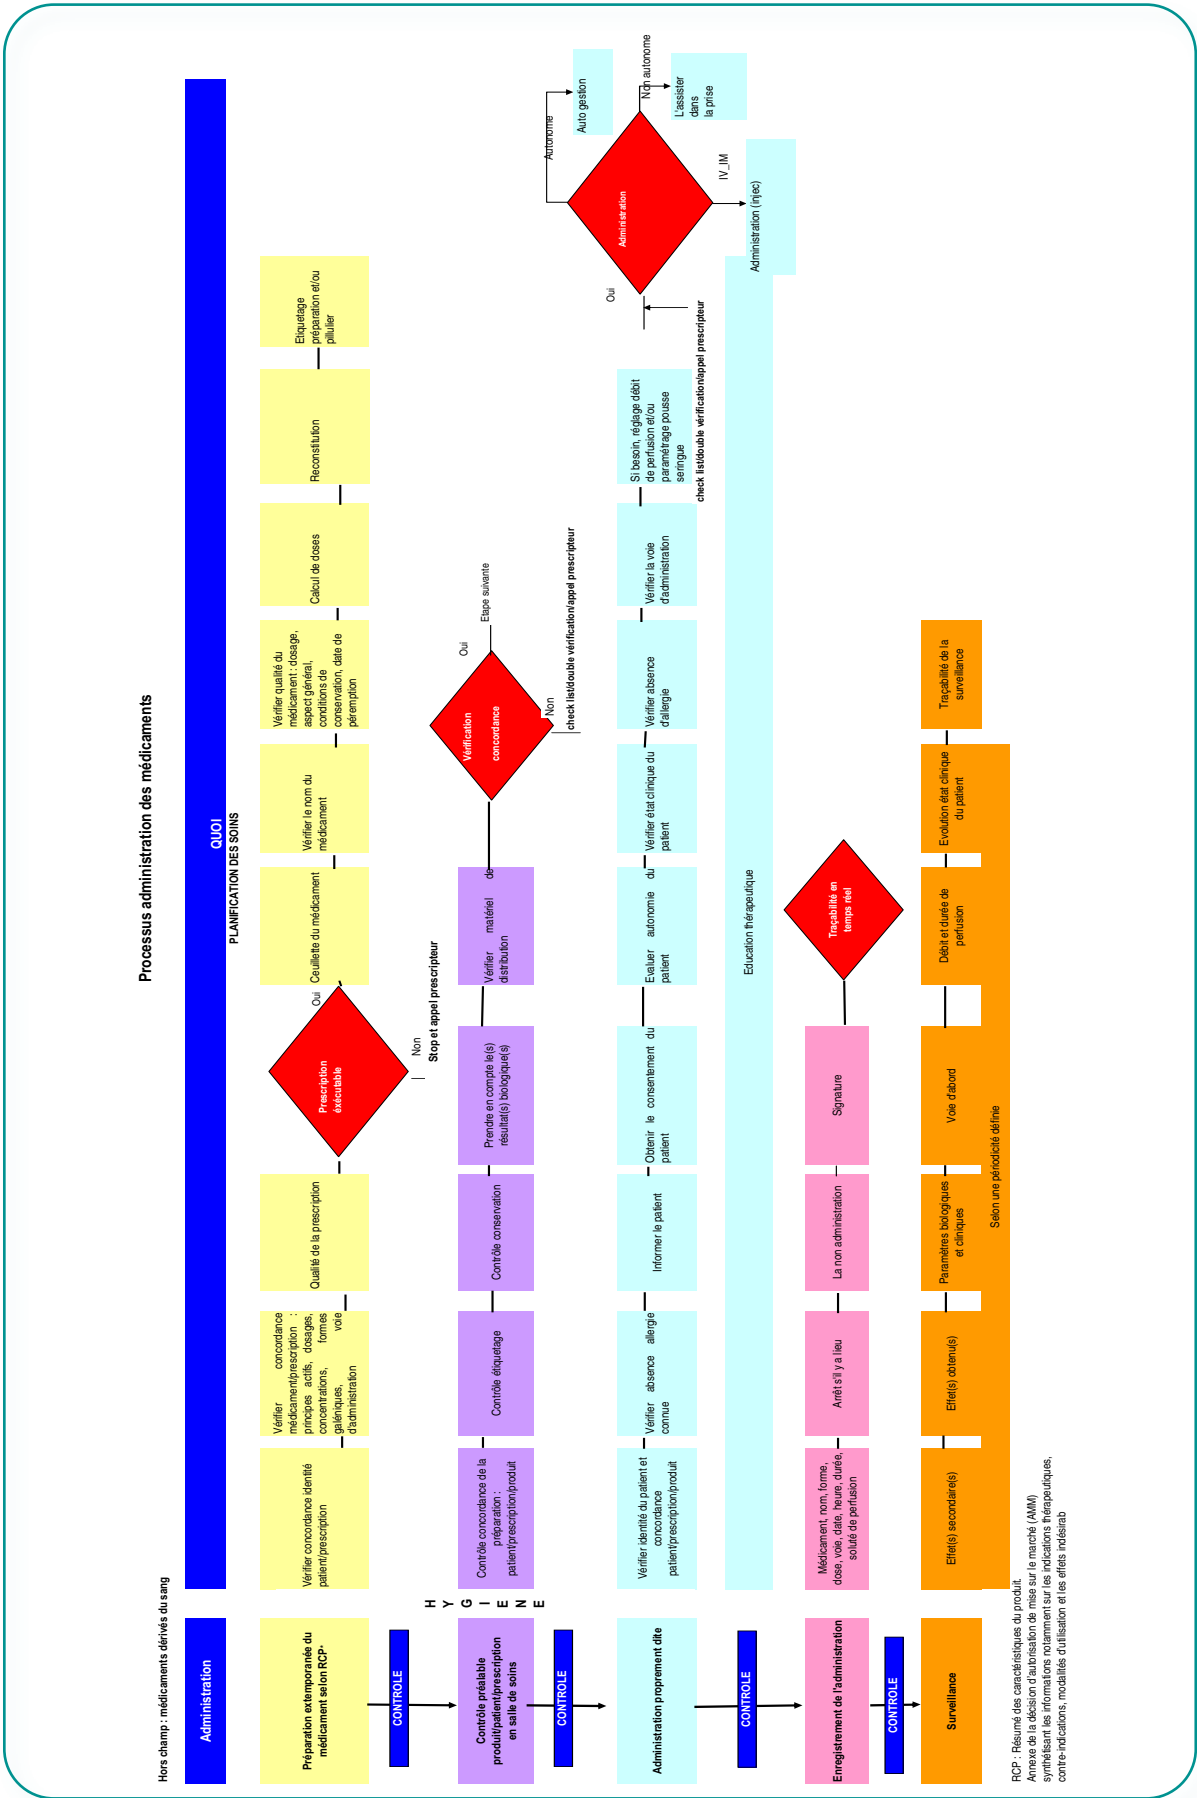 Processus administration des médicaments
Hors champ : médicaments dérivés du sang
Administration
QUOI
PLANIFICATION DES SOINS
Préparation extemporanée du
médicament selon RCP*
Vérifier concordance identité
patient/prescription
Vérifier concordance
médicament/prescription :
principes actifs, dosages,
concentrations, formes
galéniques, voie
d'administration
Qualité de la prescription
Prescription
éxécutable
Oui
Non
Stop et appel prescripteur
Ceuillette du médicament
Vérifier le nom du
médicament
Vérifier qualité du
médicament : dosage,
aspect général,
conditions de
conservation, date de
péremption
Calcul de doses
Reconstitution
Etiquetage
préparation et/ou
pillulier
CONTROLE
HYGIENE
Contrôle préalable
produit/patient/prescription
en salle de soins
Contrôle concordance de la
préparation :
patient/prescription/produit
Contrôle étiquetage
Contrôle conservation
Prendre en compte le(s)
résultat(s) biologique(s)
Vérifier matériel de
distribution
Vérification
concordance
Oui
Etape suivante
Non
check list/double vérification/appel prescripteur
CONTROLE
Administration proprement dite
Vérifier identité du patient et
concordance
patient/prescription/produit
Vérifier absence allergie
connue
Informer le patient
Obtenir le consentement du
patient
Evaluer autonomie du
patient
Vérifier état clinique du
patient
Vérifier absence
d'allergie
Vérifier la voie
d'administration
Si besoin, réglage débit
de perfusion et/ou
paramétrage pousse
seringue
check list/double vérification/appel prescripteur
Oui
Administration
Autonome
Auto gestion
Non autonome
L'assister
dans
la prise
IV_IM
Administration (injec)
Education thérapeutique
CONTROLE
Enregistrement de l'administration
Médicament, nom, forme,
dose, voie, date, heure, durée,
soluté de perfusion
Arrêt s'il y a lieu
La non administration
Signature
Traçabilité en
temps réel
CONTROLE
Surveillance
Effet(s) secondaire(s)
Effet(s) obtenu(s)
Paramètres biologiques
et cliniques
Voie d'abord
Débit et durée de
perfusion
Evolution état clinique
du patient
Traçabilité de la
surveillance
Selon une périodicité définie
RCP : Résumé des caractéristiques du produit.
Annexe de la décision d'autorisation de mise sur le marché (AMM)
synthétisant les informations notamment sur les indications thérapeutiques,
contre-indications, modalités d'utilisation et les effets indésirab